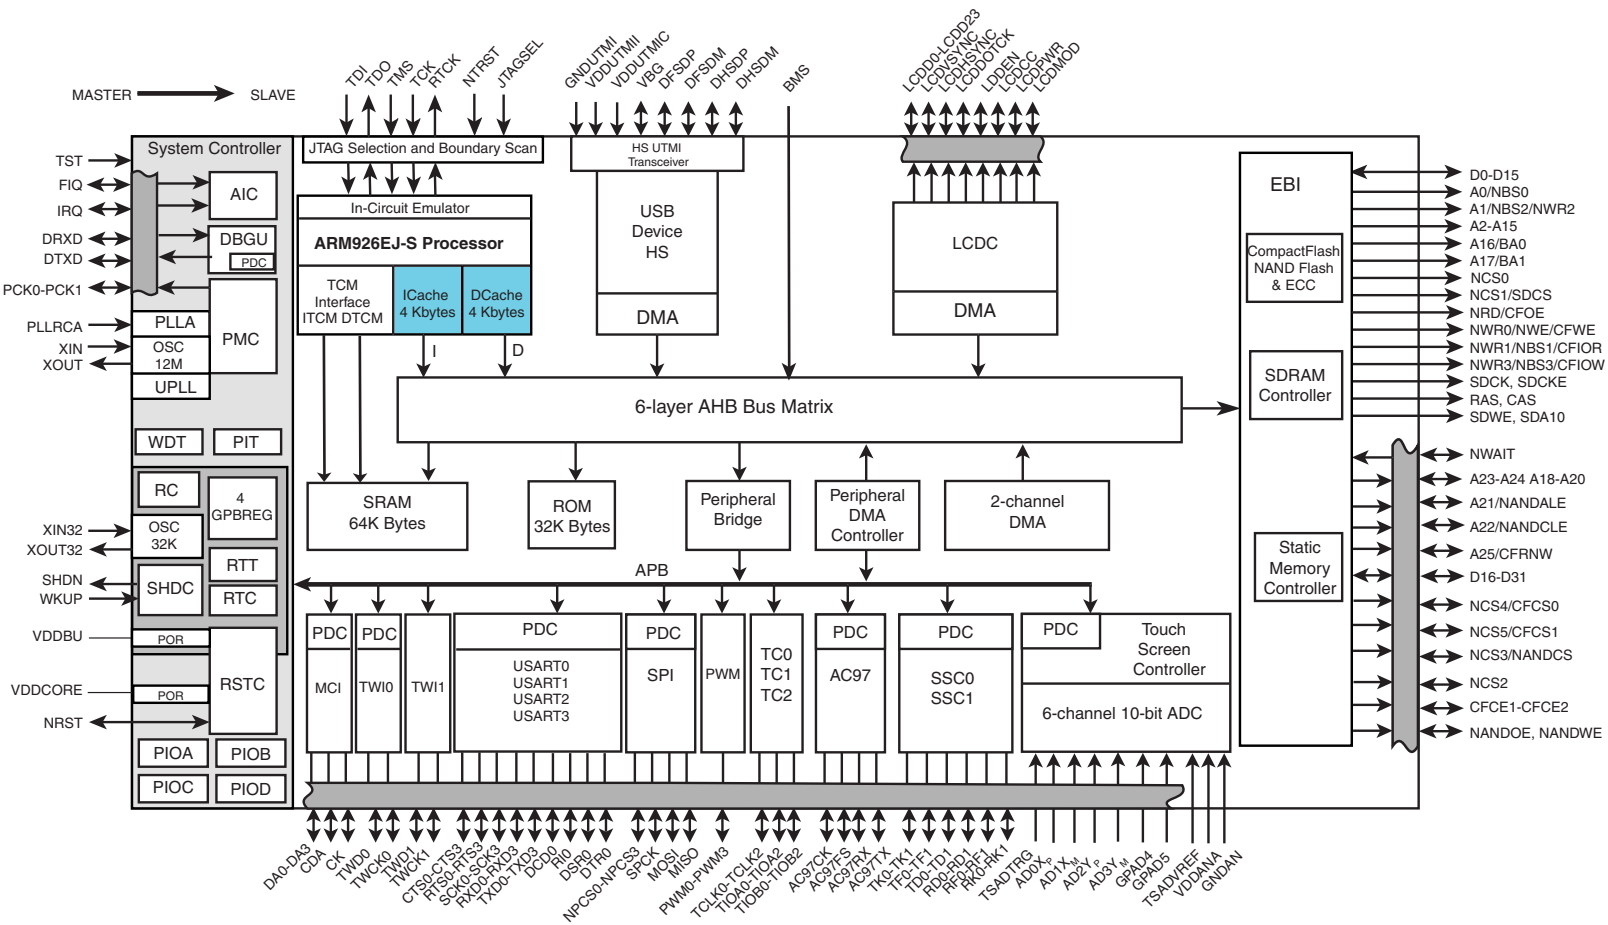 MASTER
SLAVE
TDI
TDO
TMS
TCK
RTCK
NTRST
JTAGSEL
GNDUTMI
VDDUTMII
VDDUTMIC
VBG
DFSDP
DFSDM
DHSDP
DHSDM
BMS
LCDD0-LCDD23
LCDVSYNC
LCDHSYNC
LCDDOTCK
LDDEN
LCDCC
LCDPWR
LCDMOD
TST
FIQ
IRQ
DRXD
DTXD
PCK0-PCK1
PLLRCA
XIN
XOUT
XIN32
XOUT32
SHDN
WKUP
VDDBU
VDDCORE
NRST
System Controller
AIC
DBGU
PDC
PLLA
OSC
12M
UPLL
PMC
WDT
PIT
RC
OSC
32K
4
GPBREG
SHDC
RTT
RTC
POR
POR
RSTC
PIOA
PIOB
PIOC
PIOD
JTAG Selection and Boundary Scan
In-Circuit Emulator
ARM926EJ-S Processor
TCM
Interface
ITCM DTCM
ICache
4 Kbytes
DCache
4 Kbytes
I
D
HS UTMI
Transceiver
USB
Device
HS
DMA
LCDC
DMA
6-layer AHB Bus Matrix
SRAM
64K Bytes
ROM
32K Bytes
Peripheral
Bridge
Peripheral
DMA
Controller
2-channel
DMA
APB
PDC
MCI
PDC
TWI0
TWI1
PDC
USART0
USART1
USART2
USART3
PDC
SPI
PWM
TC0
TC1
TC2
PDC
AC97
PDC
SSC0
SSC1
PDC
Touch
Screen
Controller
6-channel 10-bit ADC
EBI
CompactFlash
NAND Flash
& ECC
SDRAM
Controller
Static
Memory
Controller
D0-D15
A0/NBS0
A1/NBS2/NWR2
A2-A15
A16/BA0
A17/BA1
NCS0
NCS1/SDCS
NRD/CFOE
NWR0/NWE/CFWE
NWR1/NBS1/CFIOR
NWR3/NBS3/CFIOW
SDCK, SDCKE
RAS, CAS
SDWE, SDA10
NWAIT
A23-A24 A18-A20
A21/NANDALE
A22/NANDCLE
A25/CFRNW
D16-D31
NCS4/CFCS0
NCS5/CFCS1
NCS3/NANDCS
NCS2
CFCE1-CFCE2
NANDOE, NANDWE
DA0-DA3
CDA
CK
TWD0
TWCK0
TWD1
TWCK1
CTS0-CTS3
RTS0-RTS3
SCK0-SCK3
RXD0-RXD3
TXD0-TXD3
DCD0
RI0
DSR0
DTR0
NPCS0-NPCS3
SPCK
MOSI
MISO
PWM0-PWM3
TCLK0-TCLK2
TIOA0-TIOA2
TIOB0-TIOB2
AC97CK
AC97FS
AC97RX
AC97TX
TK0-TK1
TF0-TF1
TD0-TD1
RD0-RD1
RF0-RF1
RK0-RK1
TSADTRG
AD0XP
AD1XM
AD2YP
AD3YM
GPAD4
GPAD5
TSADVREF
VDDANA
GNDAN